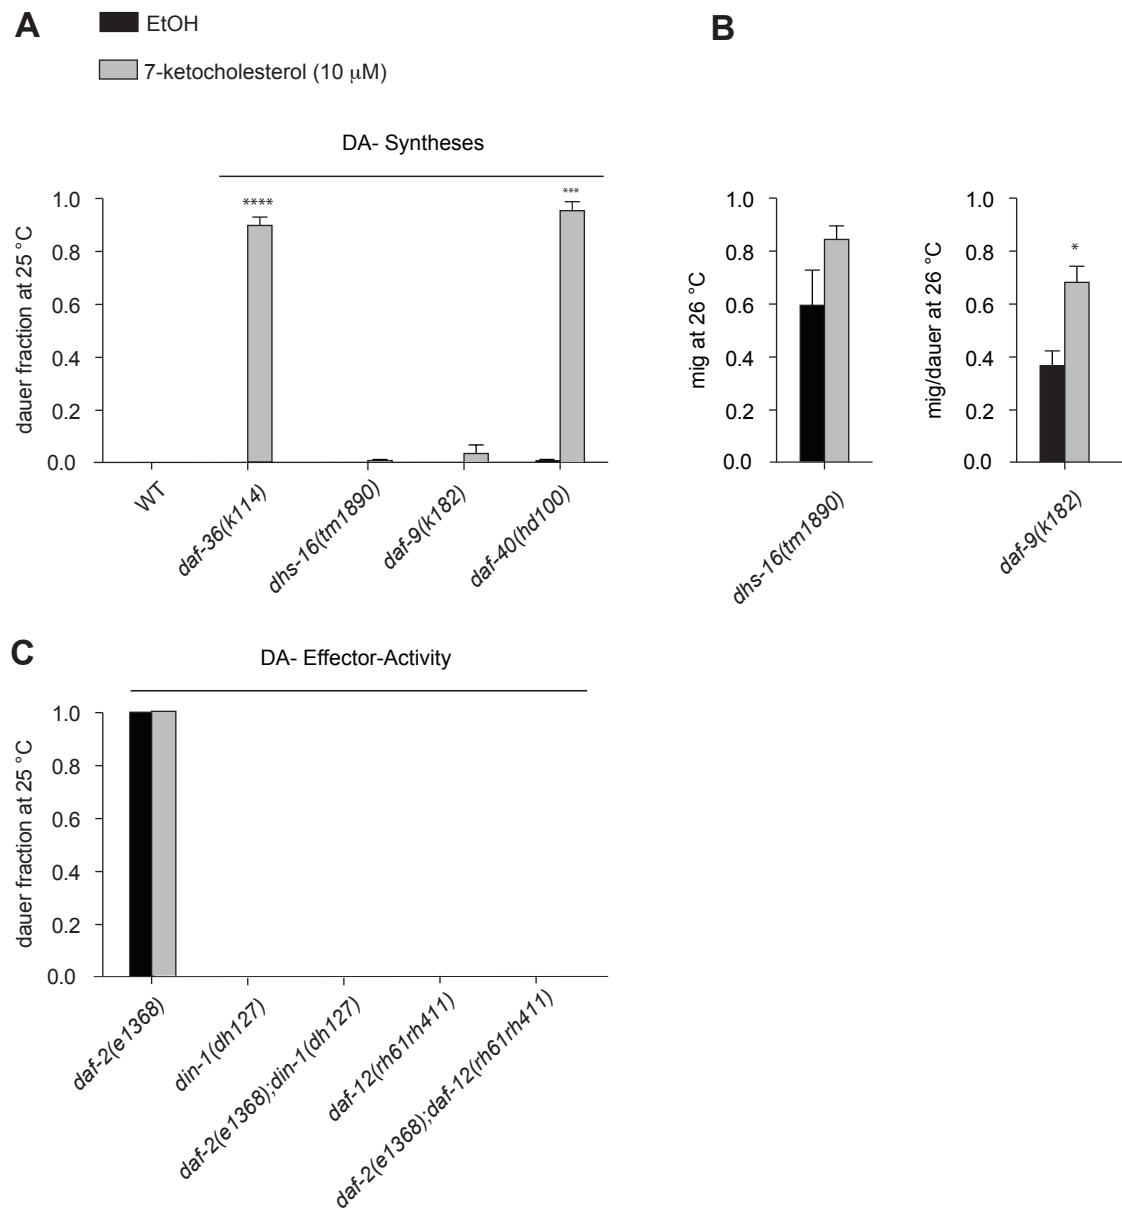 A
EtOH
7-ketocholesterol (10 μM)
DA- Syntheses
dauer fraction at 25 °C
1.0
0.8
0.6
0.4
0.2
0.0
****
***
WT
daf-36(k114)
dhs-16(tm1890)
daf-9(k182)
daf-40(hd100)
B
mig at 26 °C
1.0
0.8
0.6
0.4
0.2
0.0
dhs-16(tm1890)
mig/dauer at 26 °C
1.0
0.8
0.6
0.4
0.2
0.0
*
daf-9(k182)
C
DA- Effector-Activity
dauer fraction at 25 °C
1.0
0.8
0.6
0.4
0.2
0.0
daf-2(e1368)
din-1(dh127)
daf-2(e1368);din-1(dh127)
daf-12(rh61rh411)
daf-2(e1368);daf-12(rh61rh411)